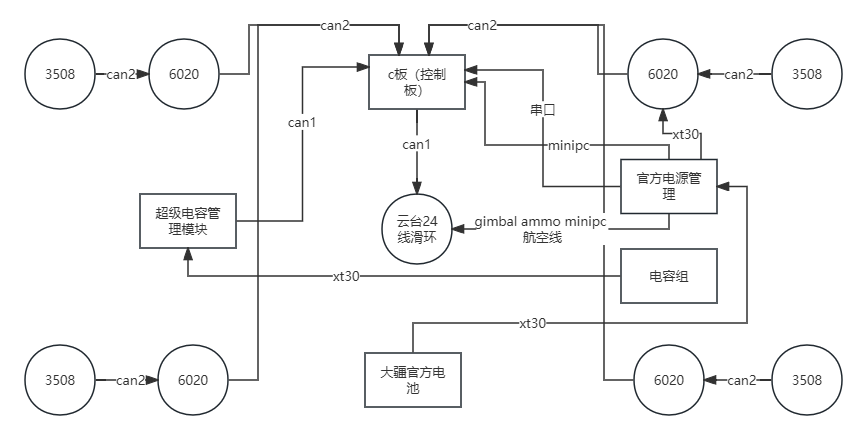 can2
can2
3508
can2
6020
c板（控制
板）
6020
can2
3508
串口
can1
can1
xt30
minipc
官方电源管
理
超级电容管
理模块
云台24
线滑环
gimbal ammo minipc
航空线
xt30
电容组
xt30
3508
can2
6020
大疆官方电
池
6020
can2
3508